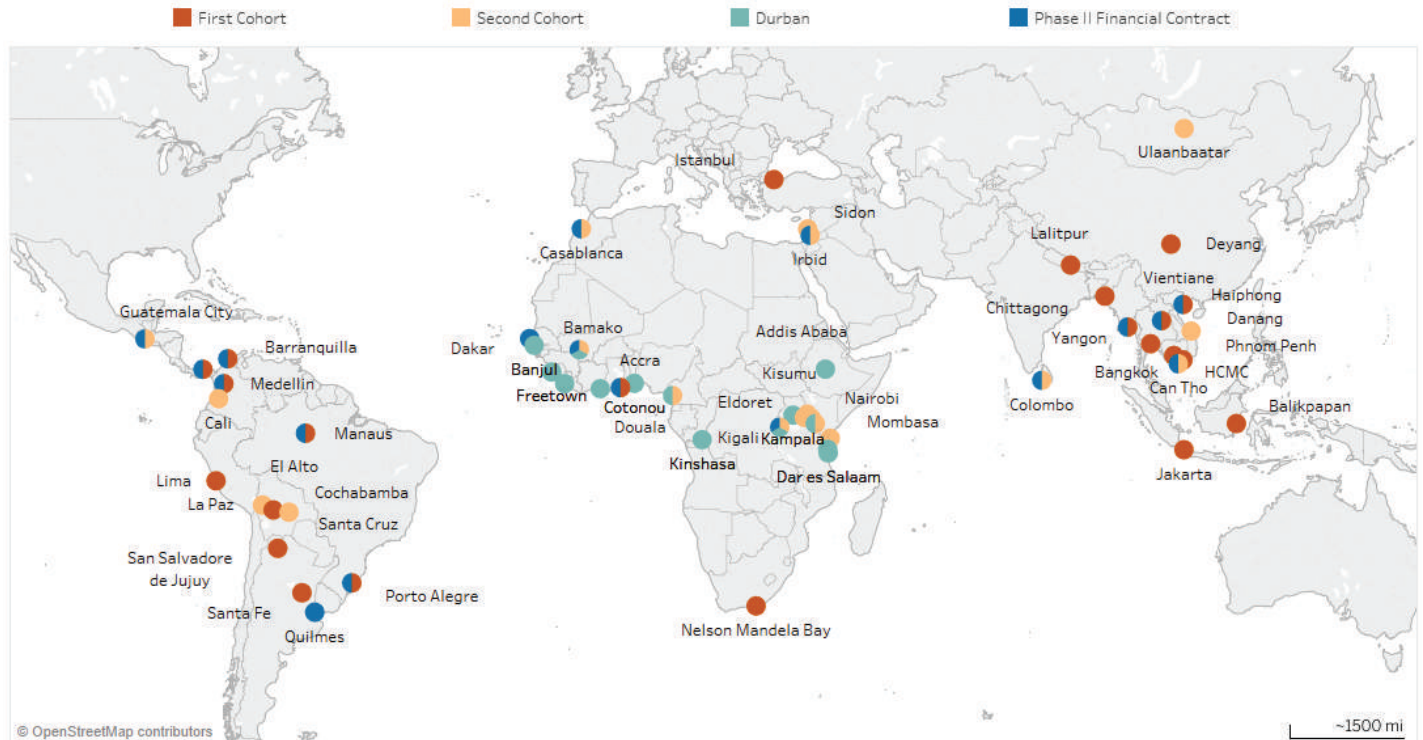 First Cohort
Second Cohort
Durban
Phase II Financial Contract
Ulaanbaatar
Istanbul
Sidon
Lalitpur
Deyang
Casablanca
Irbid
Vientiane
Haiphong
Chittagong
Guatemala City
Bamako
Addis Ababa
Danang
Yangon
Phnom Penh
Barranquilla
Dakar
Accra
Kisumu
Banjul
Bangkok
HCMC
Medellin
Can Tho
Freetown
Eldoret
Nairobi
Colombo
Balikpapan
Cotonou
Mombasa
Cali
Douala
Manaus
Kigali
Kampala
Kinshasa
El Alto
Lima
Dar es Salaam
Jakarta
Cochabamba
La Paz
Santa Cruz
San Salvadore
de Jujuy
Porto Alegre
Santa Fe
Quilmes
Nelson Mandela Bay
© OpenStreetMap contributors
~1500 mi